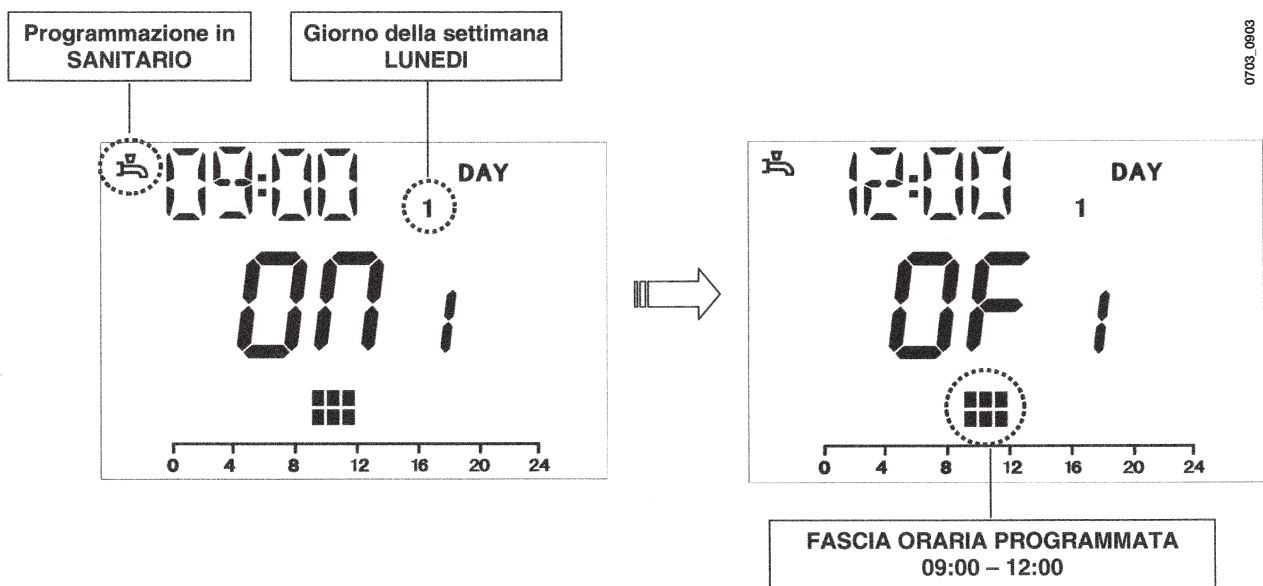 Programmazione in
SANITARIO
Giorno della settimana
LUNEDI
0703_0903
09:00
DAY
1
ON 1
0 4 8 12 16 20 24
12:00
DAY
1
OF 1
0 4 8 12 16 20 24
FASCIA ORARIA PROGRAMMATA
09:00 – 12:00